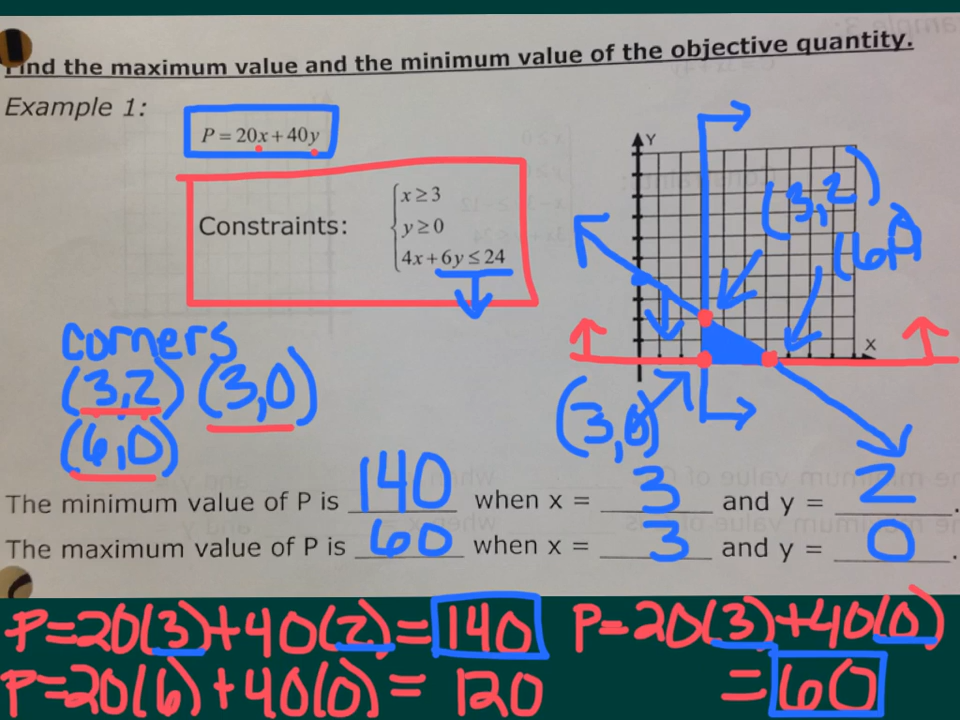 Find the maximum value and the minimum value of the objective quantity.
Example 1:
P = 20x + 40y
Constraints:
x ≥ 3
y ≥ 0
4x + 6y ≤ 24
Y
X
(3,2)
(6,0)
(3,0)
corners
(3,2) (3,0)
(6,0)
The minimum value of P is 140 when x = 3 and y = 2.
The maximum value of P is 60 when x = 3 and y = 0.
P=20(3)+40(2)=140
P=20(6)+40(0)=120
P=20(3)+40(0)
=60